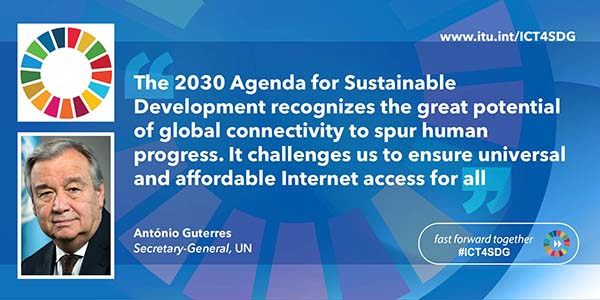 www.itu.int/ICT4SDG
“
The 2030 Agenda for Sustainable
Development recognizes the great potential
of global connectivity to spur human
progress. It challenges us to ensure universal
and affordable Internet access for all
”
António Guterres
Secretary-General, UN
fast forward together
#ICT4SDG